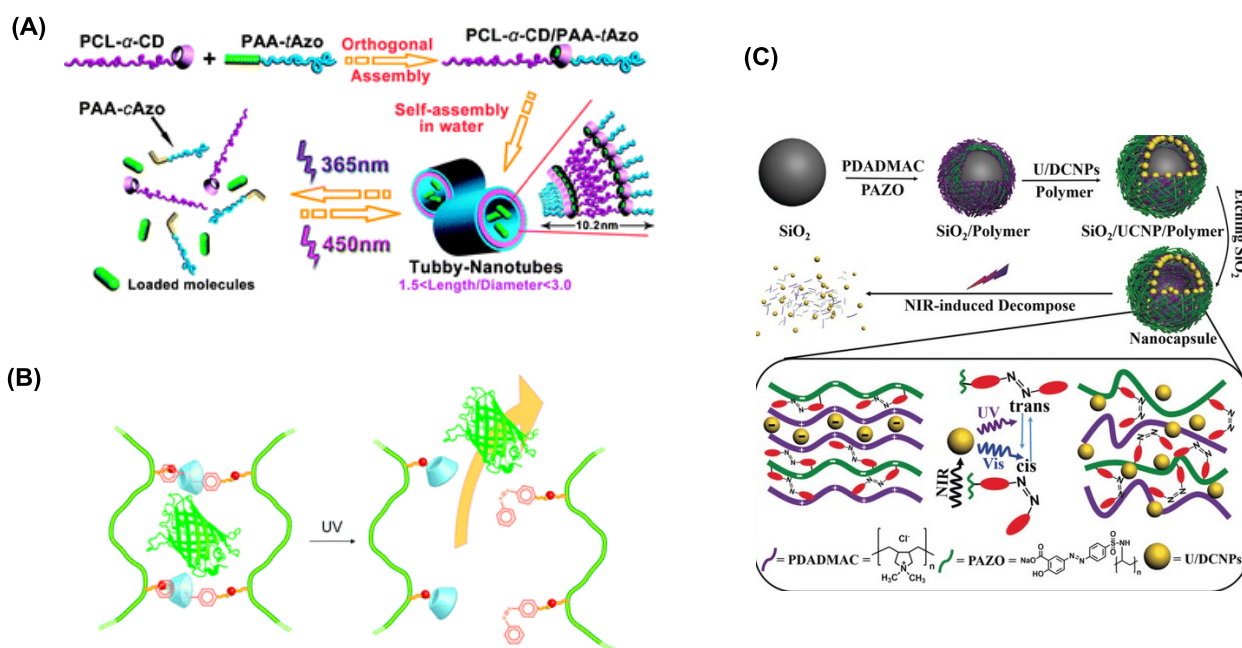 (A)
PCL-α-CD
+
PAA-tAzo
Orthogonal
Assembly
PCL-α-CD/PAA-tAzo
PAA-cAzo
Self-assembly
in water
365nm
450nm
10.2nm
Loaded molecules
Tubby-Nanotubes
1.5<Length/Diameter<3.0
(B)
UV
(C)
SiO2
PDADMAC
PAZO
SiO2/Polymer
U/DCNPs
Polymer
SiO2/UCNP/Polymer
Etching SiO2
NIR-induced Decompose
Nanocapsule
N=N
trans
UV
Vis
cis
NIR
N=N
= PDADMAC =
Cl-
N+
H3C CH3
n
= PAZO =
NaO
O
HO
N=N
O
S
O
NH
n
= U/DCNPs